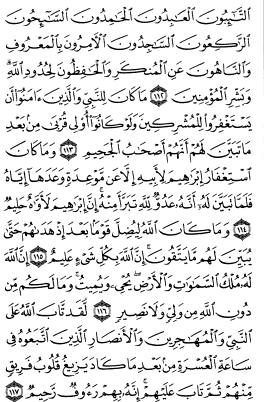 ٱلتَّـٰٓئِبُونَ ٱلْعَـٰبِدُونَ ٱلْحَـٰمِدُونَ ٱلسَّـٰٓئِحُونَ
ٱلرَّٰكِعُونَ ٱلسَّـٰجِدُونَ ٱلْـَٔامِرُونَ بِٱلْمَعْرُوفِ
وَٱلنَّاهُونَ عَنِ ٱلْمُنكَرِ وَٱلْحَـٰفِظُونَ لِحُدُودِ ٱللَّهِ ۗ
وَبَشِّرِ ٱلْمُؤْمِنِينَ ١١٢ مَا كَانَ لِلنَّبِىِّ وَٱلَّذِينَ ءَامَنُوٓا۟ أَن
يَسْتَغْفِرُوا۟ لِلْمُشْرِكِينَ وَلَوْ كَانُوٓا۟ أُو۟لِى قُرْبَىٰ مِنۢ بَعْدِ
مَا تَبَيَّنَ لَهُمْ أَنَّهُمْ أَصْحَـٰبُ ٱلْجَحِيمِ ١١٣ وَمَا كَانَ
ٱسْتِغْفَارُ إِبْرَٰهِيمَ لِأَبِيهِ إِلَّا عَن مَّوْعِدَةٍ وَعَدَهَآ إِيَّاهُ
فَلَمَّا تَبَيَّنَ لَهُۥٓ أَنَّهُۥ عَدُوٌّ لِّلَّهِ تَبَرَّأَ مِنْهُ ۚ إِنَّ إِبْرَٰهِيمَ لَأَوَّٰهٌ حَلِيمٌ
١١٤ وَمَا كَانَ ٱللَّهُ لِيُضِلَّ قَوْمًۢا بَعْدَ إِذْ هَدَىٰهُمْ حَتَّىٰ
يُبَيِّنَ لَهُم مَّا يَتَّقُونَ ۚ إِنَّ ٱللَّهَ بِكُلِّ شَىْءٍ عَلِيمٌ ١١٥ إِنَّ ٱللَّهَ
لَهُۥ مُلْكُ ٱلسَّمَـٰوَٰتِ وَٱلْأَرْضِ ۖ يُحْىِۦ وَيُمِيتُ ۚ وَمَا لَكُم مِّن
دُونِ ٱللَّهِ مِن وَلِىٍّ وَلَا نَصِيرٍ ١١٦ لَّقَد تَّابَ ٱللَّهُ عَلَى
ٱلنَّبِىِّ وَٱلْمُهَـٰجِرِينَ وَٱلْأَنصَارِ ٱلَّذِينَ ٱتَّبَعُوهُ فِى
سَاعَةِ ٱلْعُسْرَةِ مِنۢ بَعْدِ مَا كَادَ يَزِيغُ قُلُوبُ فَرِيقٍ
مِّنْهُمْ ثُمَّ تَابَ عَلَيْهِمْ ۚ إِنَّهُۥ بِهِمْ رَءُوفٌ رَّحِيمٌ ١١٧